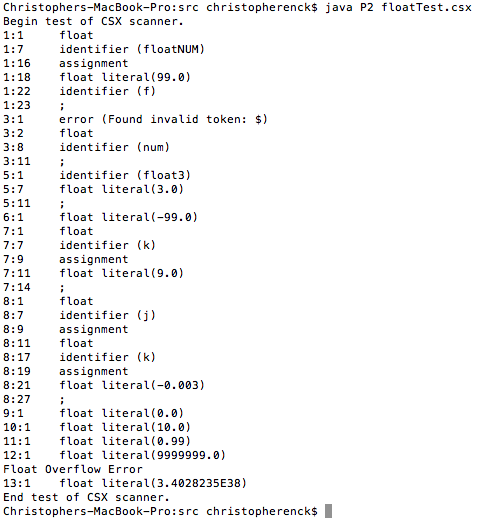 Christophers-MacBook-Pro:src christopherenck$ java P2 floatTest.csx
Begin test of CSX scanner.
1:1 float
1:7 identifier (floatNUM)
1:16 assignment
1:18 float literal(99.0)
1:22 identifier (f)
1:23 ;
3:1 error (Found invalid token: $)
3:2 float
3:8 identifier (num)
3:11 ;
5:1 identifier (float3)
5:7 float literal(3.0)
5:11 ;
6:1 float literal(-99.0)
7:1 float
7:7 identifier (k)
7:9 assignment
7:11 float literal(9.0)
7:14 ;
8:1 float
8:7 identifier (j)
8:9 assignment
8:11 float
8:17 identifier (k)
8:19 assignment
8:21 float literal(-0.003)
8:27 ;
9:1 float literal(0.0)
10:1 float literal(10.0)
11:1 float literal(0.99)
12:1 float literal(9999999.0)
Float Overflow Error
13:1 float literal(3.4028235E38)
End test of CSX scanner.
Christophers-MacBook-Pro:src christopherenck$